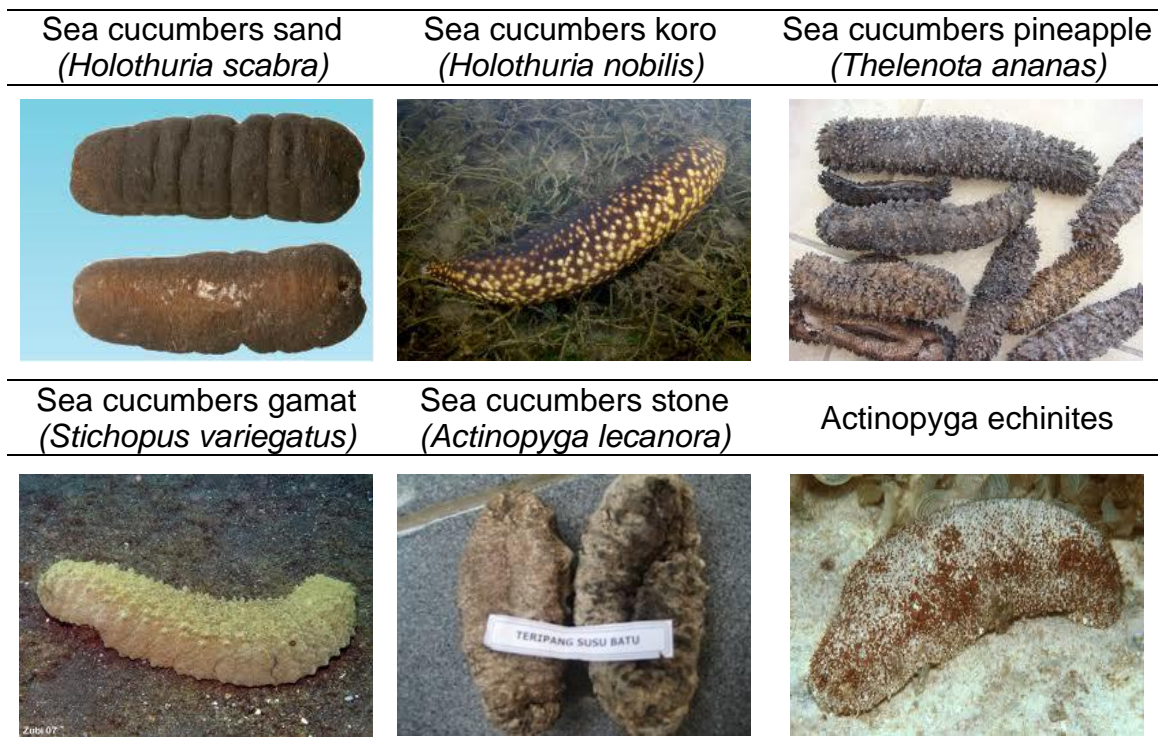 Sea cucumbers sand
(Holothuria scabra)
Sea cucumbers koro
(Holothuria nobilis)
Sea cucumbers pineapple
(Thelenota ananas)
Sea cucumbers gamat
(Stichopus variegatus)
Sea cucumbers stone
(Actinopyga lecanora)
Actinopyga echinites
TERIPANG SUSU BATU
Zubi 07